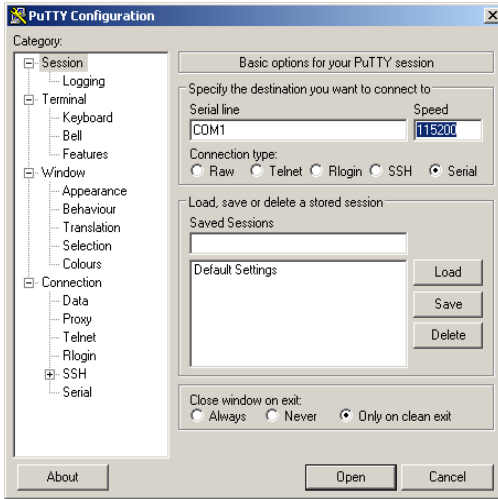 PuTTY Configuration
Category:
Session
Logging
Terminal
Keyboard
Bell
Features
Window
Appearance
Behaviour
Translation
Selection
Colours
Connection
Data
Proxy
Telnet
Rlogin
SSH
Serial
Basic options for your PuTTY session
Specify the destination you want to connect to
Serial line Speed
COM1 115200
Connection type:
Raw Telnet Rlogin SSH Serial
Load, save or delete a stored session
Saved Sessions
Default Settings
Load
Save
Delete
Close window on exit:
Always Never Only on clean exit
About Open Cancel